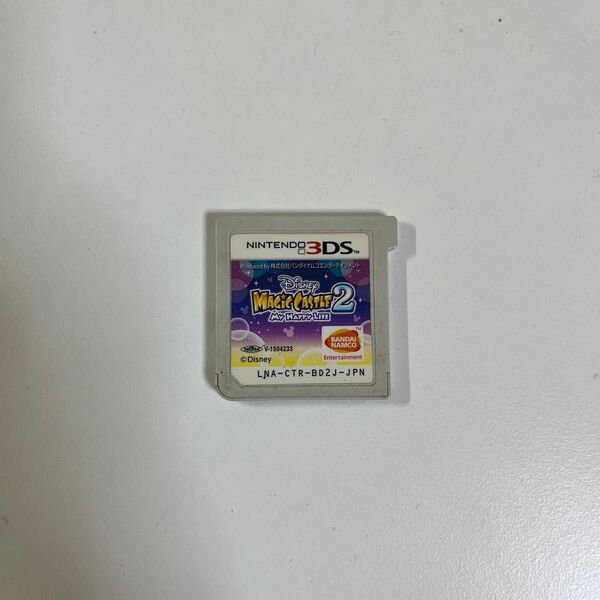 NINTENDO 3DS™
Produced by 株式会社バンダイナムコエンターテインメント
Disney
MAGIC CASTLE 2
MY HAPPY LIFE
BANDAI
NAMCO
™
Entertainment
V-1504233
©Disney
LNA-CTR-BD2J-JPN